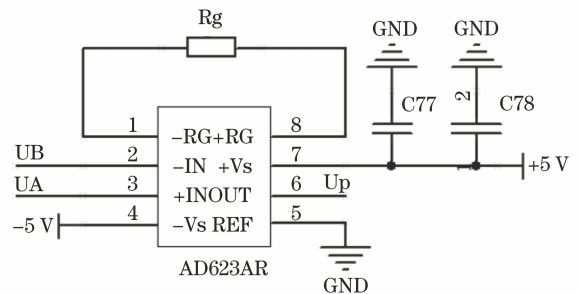 Rg
GND GND
C77 2 C78
1 -RG+RG 8
UB 2 -IN +Vs 7 +5 V
UA 3 +INOUT 6 Up
-5 V 4 -Vs REF 5
AD623AR
GND